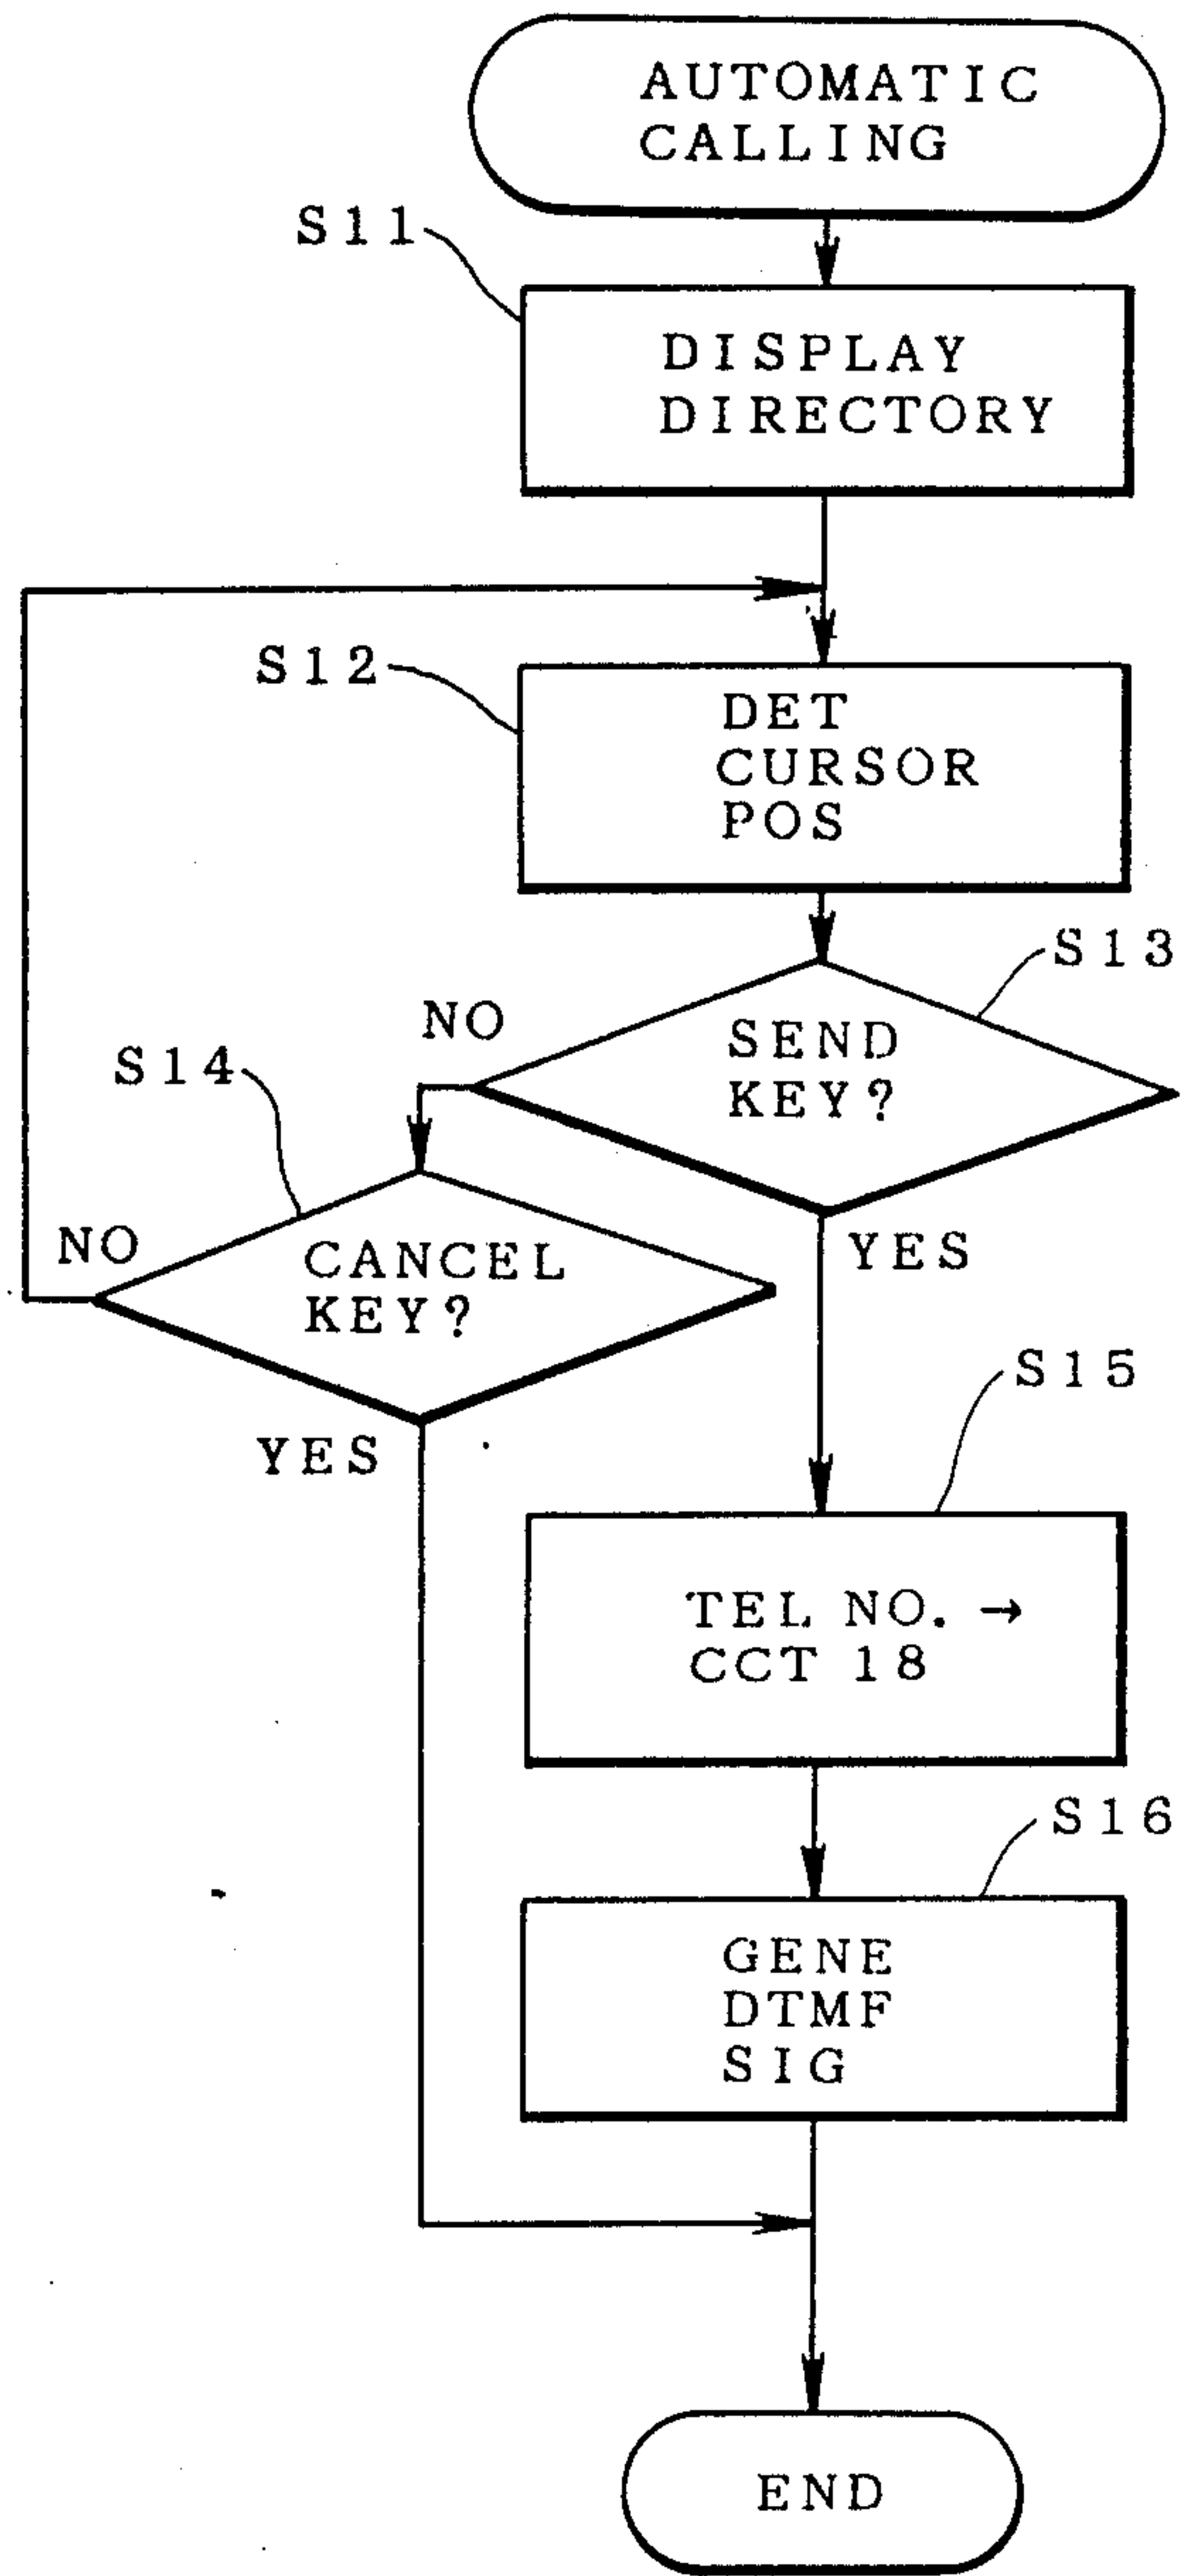 AUTOMATIC
CALLING
S11
DISPLAY
DIRECTORY
S12
DET
CURSOR
POS
S13
NO
SEND
KEY?
S14
YES
NO
CANCEL
KEY?
S15
YES
TEL NO. →
CCT 18
S16
GENE
DTMF
SIG
END